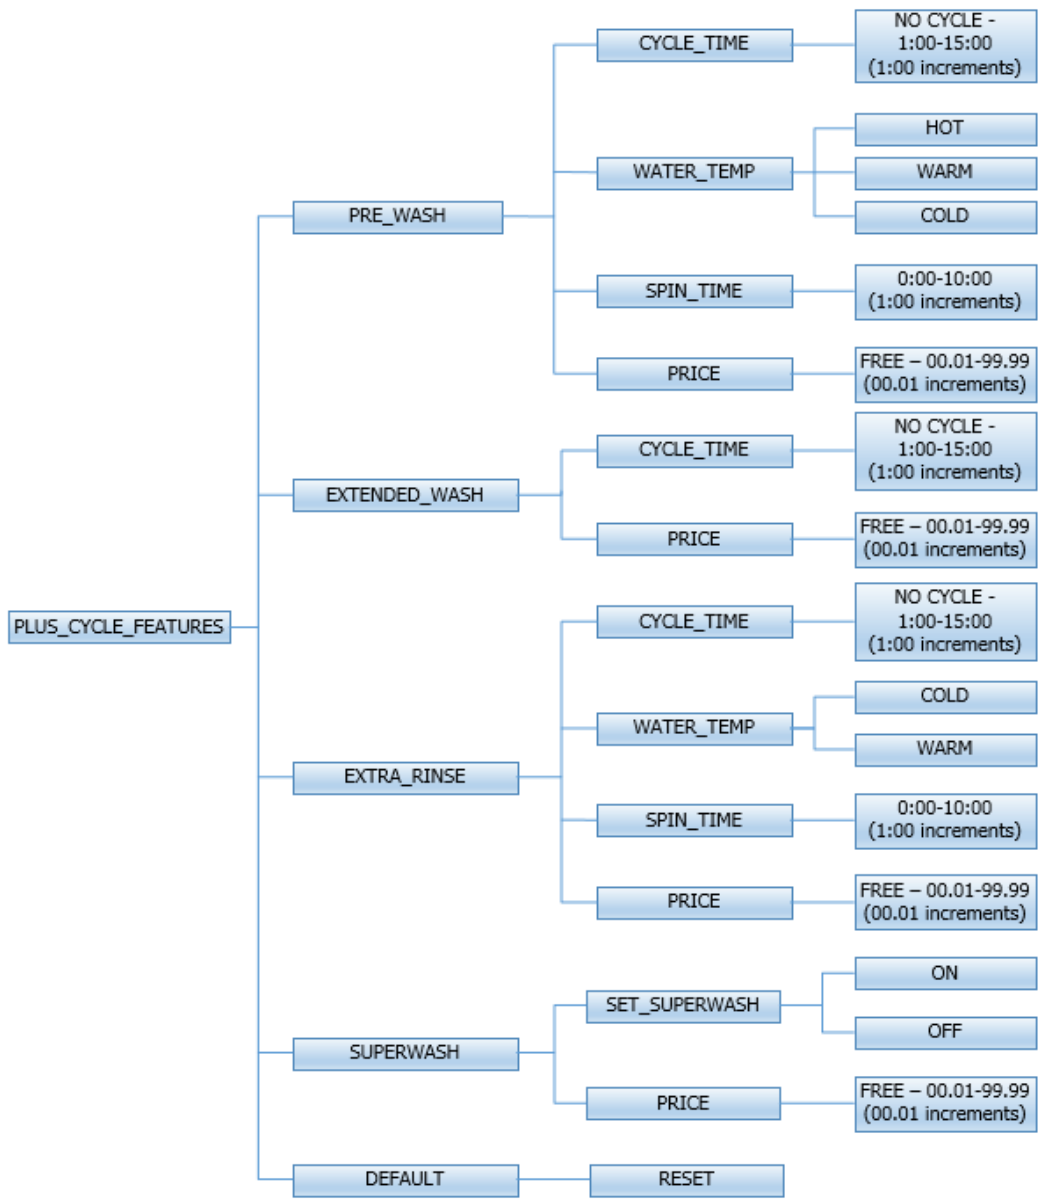 PLUS_CYCLE_FEATURES
PRE_WASH
CYCLE_TIME
NO CYCLE -
1:00-15:00
(1:00 increments)
WATER_TEMP
HOT
WARM
COLD
SPIN_TIME
0:00-10:00
(1:00 increments)
PRICE
FREE – 00.01-99.99
(00.01 increments)
EXTENDED_WASH
CYCLE_TIME
NO CYCLE -
1:00-15:00
(1:00 increments)
PRICE
FREE – 00.01-99.99
(00.01 increments)
EXTRA_RINSE
CYCLE_TIME
NO CYCLE -
1:00-15:00
(1:00 increments)
WATER_TEMP
COLD
WARM
SPIN_TIME
0:00-10:00
(1:00 increments)
PRICE
FREE – 00.01-99.99
(00.01 increments)
SUPERWASH
SET_SUPERWASH
ON
OFF
PRICE
FREE – 00.01-99.99
(00.01 increments)
DEFAULT
RESET